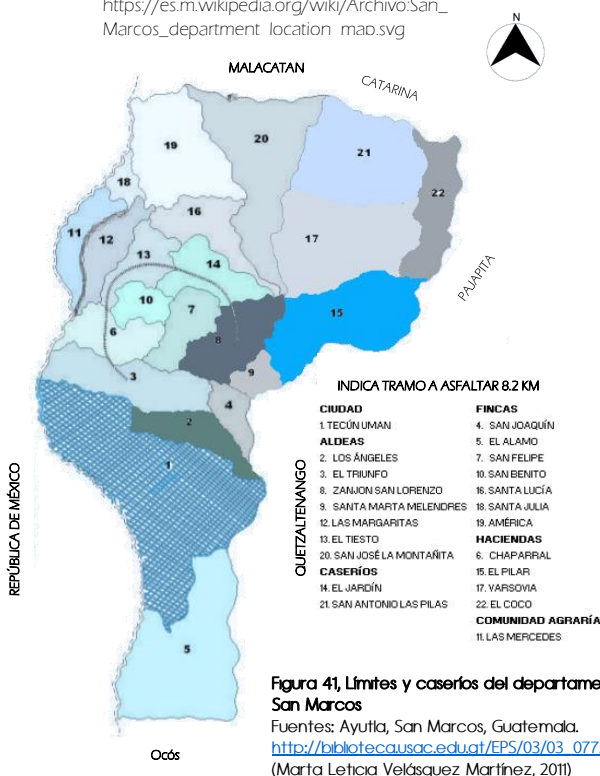 https://es.m.wikipedia.org/wiki/Archivo:San_
Marcos_department_location_map.svg
N
MALACATAN
CATARINA
19
20
21
18
22
11
12
16
17
13
14
10
7
15
6
8
3
9
4
2
1
5
PAJAPITA
REPÚBLICA DE MÉXICO
QUETZALTENANGO
Ocós
INDICA TRAMO A ASFALTAR 8.2 KM
CIUDAD
1. TECÚN UMAN
ALDEAS
2. LOS ÁNGELES
3. EL TRIUNFO
8. ZANJON SAN LORENZO
9. SANTA MARTA MELENDRES
12. LAS MARGARITAS
13. EL TIESTO
20. SAN JOSÉ LA MONTAÑITA
CASERÍOS
14. EL JARDÍN
21. SAN ANTONIO LAS PILAS
FINCAS
4. SAN JOAQUÍN
5. EL ALAMO
7. SAN FELIPE
10. SAN BENITO
16. SANTA LUCÍA
18. SANTA JULIA
19. AMÉRICA
HACIENDAS
6. CHAPARRAL
15. EL PILAR
17. VARSOVIA
22. EL COCO
COMUNIDAD AGRARÍA
11. LAS MERCEDES
Figura 41, Límites y caseríos del departame
San Marcos
Fuentes: Ayutla, San Marcos, Guatemala.
http://biblioteca.usac.edu.gt/EPS/03/03_077
(Marta Leticia Velásquez Martínez, 2011)